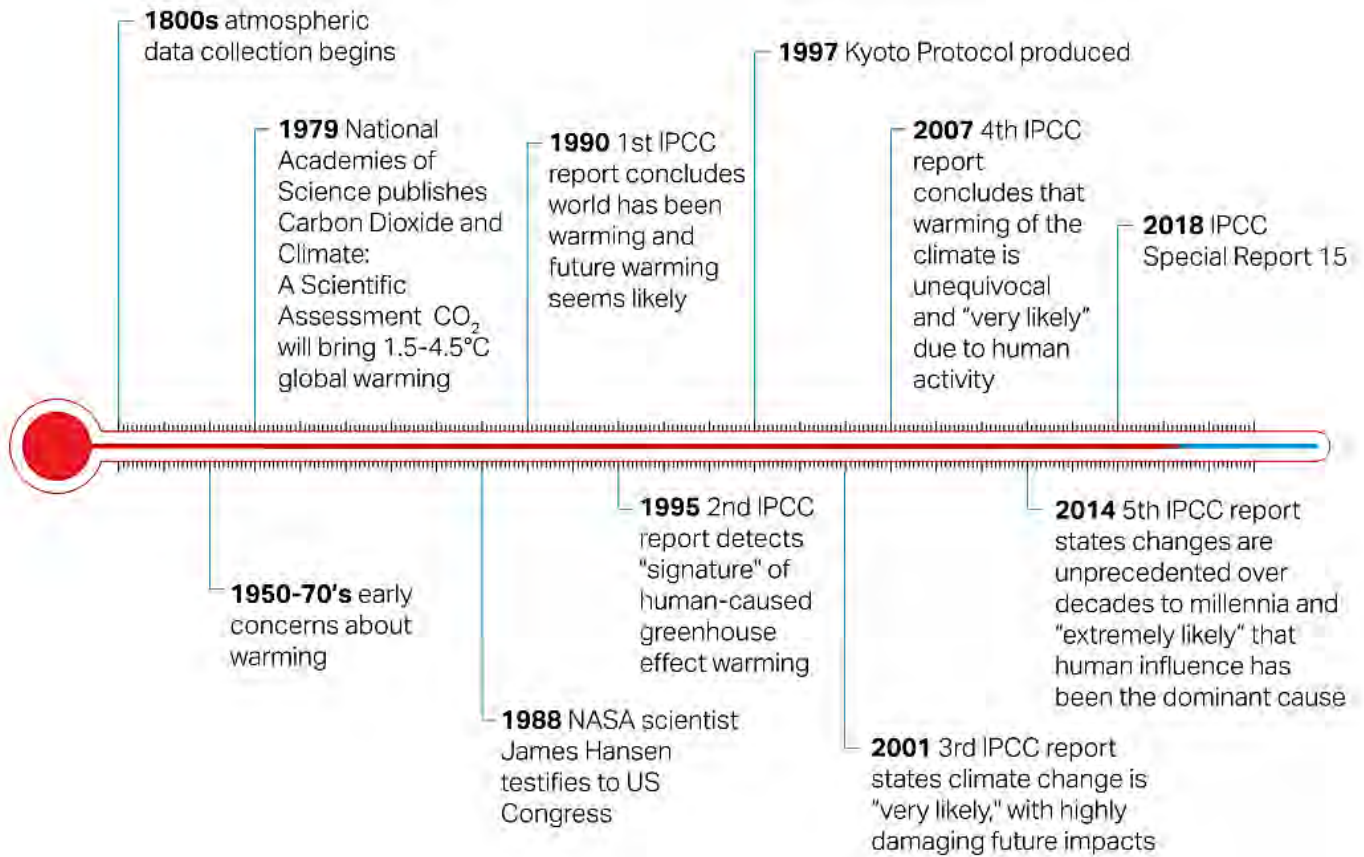 1800s atmospheric
data collection begins
1997 Kyoto Protocol produced
1979 National
Academies of
Science publishes
Carbon Dioxide and
Climate:
A Scientific
Assessment CO₂
will bring 1.5-4.5°C
global warming
1990 1st IPCC
report concludes
world has been
warming and
future warming
seems likely
2007 4th IPCC
report
concludes that
warming of the
climate is
unequivocal
and "very likely"
due to human
activity
2018 IPCC
Special Report 15
1950-70's early
concerns about
warming
1988 NASA scientist
James Hansen
testifies to US
Congress
1995 2nd IPCC
report detects
"signature" of
human-caused
greenhouse
effect warming
2001 3rd IPCC report
states climate change is
"very likely," with highly
damaging future impacts
2014 5th IPCC report
states changes are
unprecedented over
decades to millennia and
"extremely likely" that
human influence has
been the dominant cause